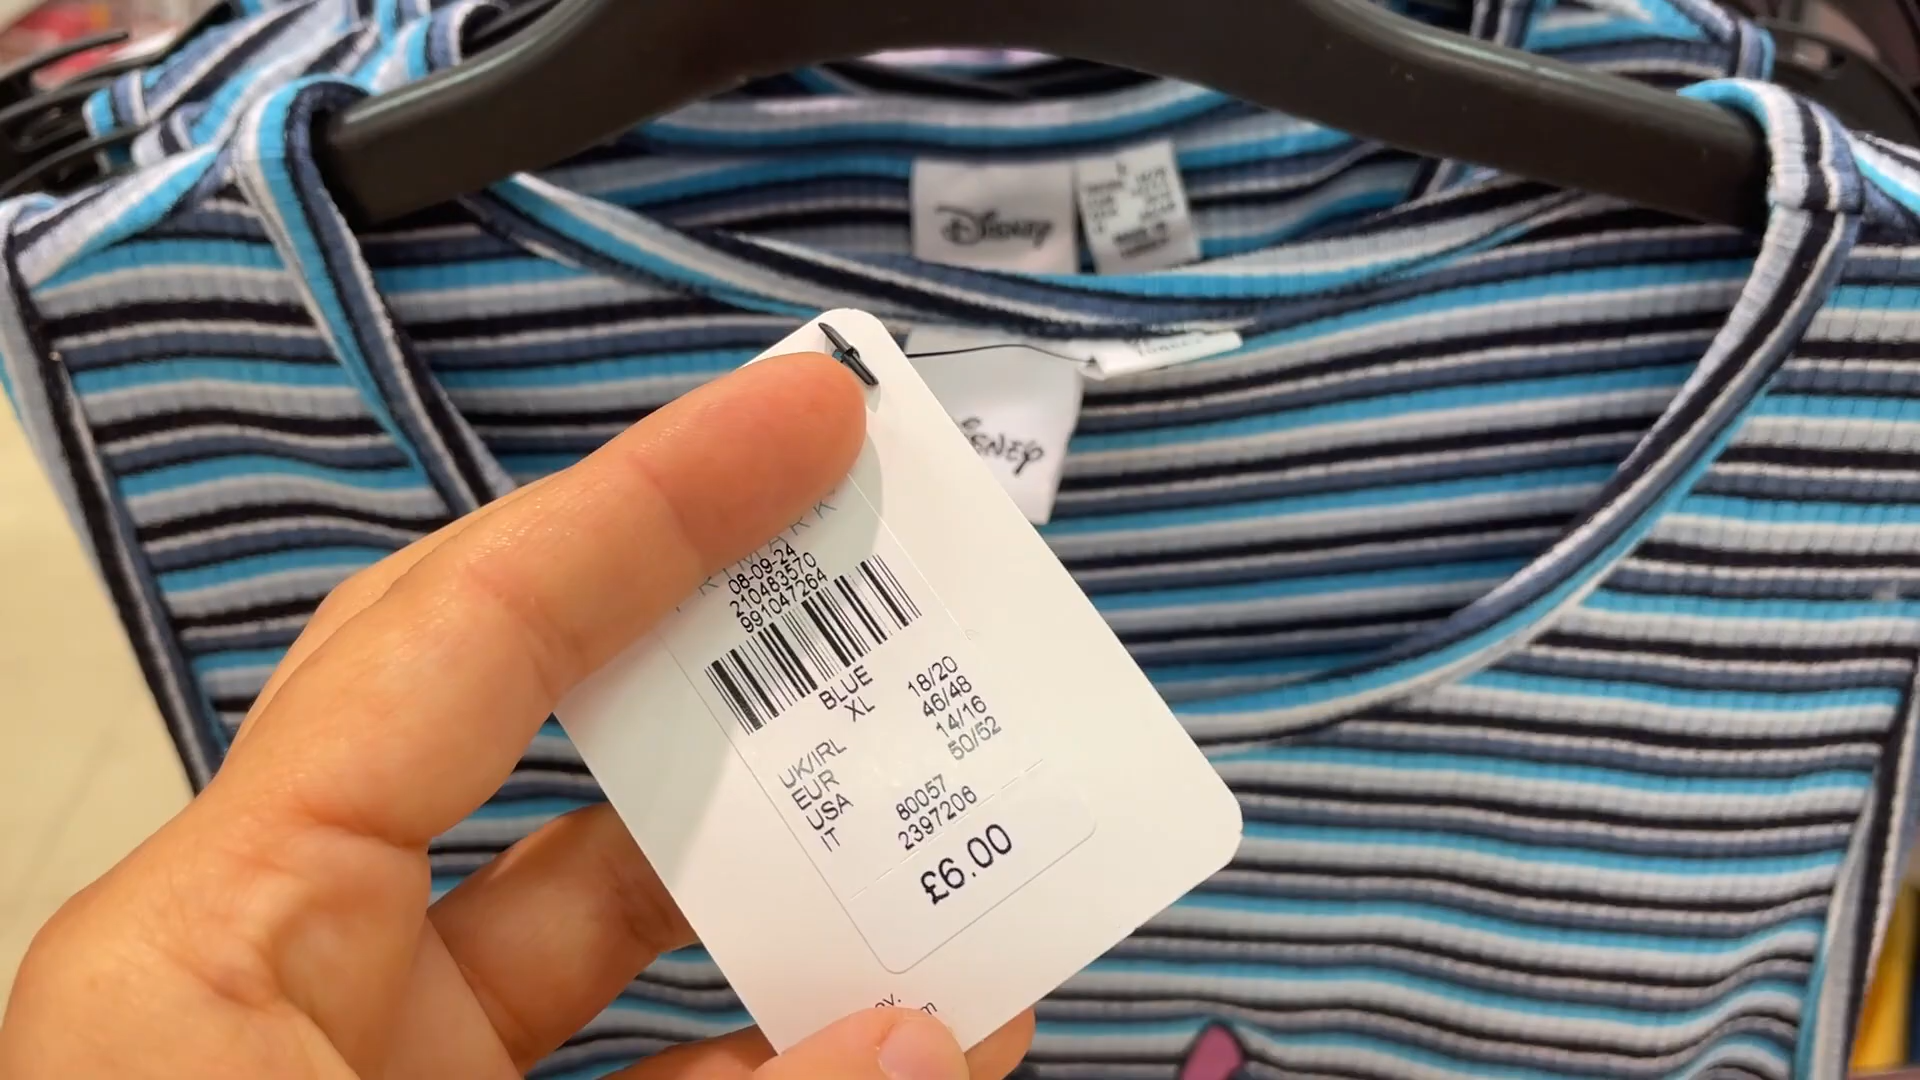 Disney
PRIMARK
08-09-24
210483570
991047264
BLUE
XL
UK/IRL 18/20
EUR 46/48
USA 14/16
IT 50/52
80057
2397206
£6.00